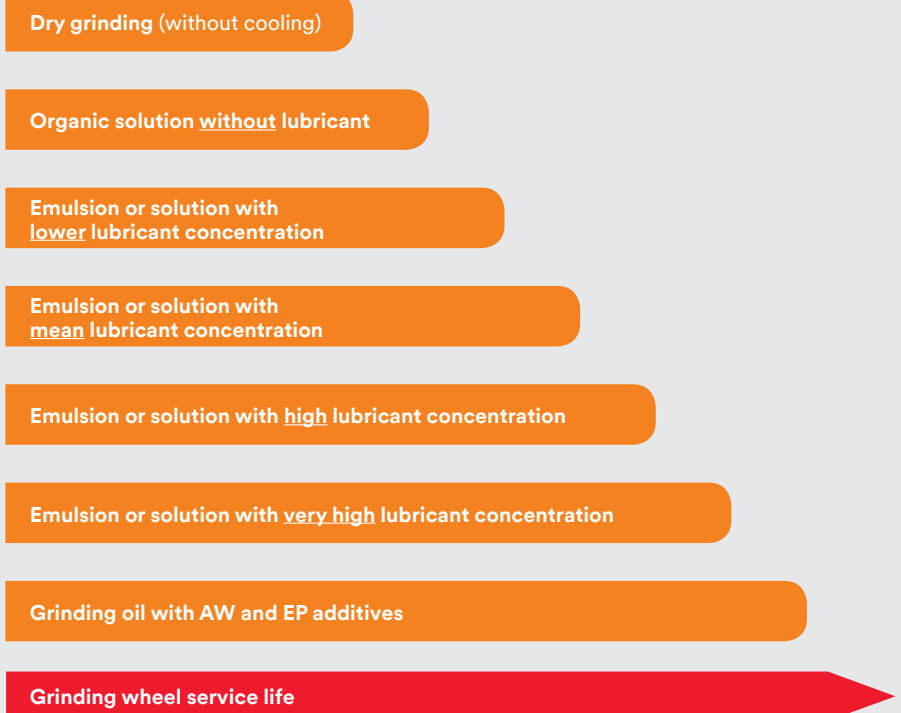 Dry grinding (without cooling)
Organic solution without lubricant
Emulsion or solution with
lower lubricant concentration
Emulsion or solution with
mean lubricant concentration
Emulsion or solution with high lubricant concentration
Emulsion or solution with very high lubricant concentration
Grinding oil with AW and EP additives
Grinding wheel service life